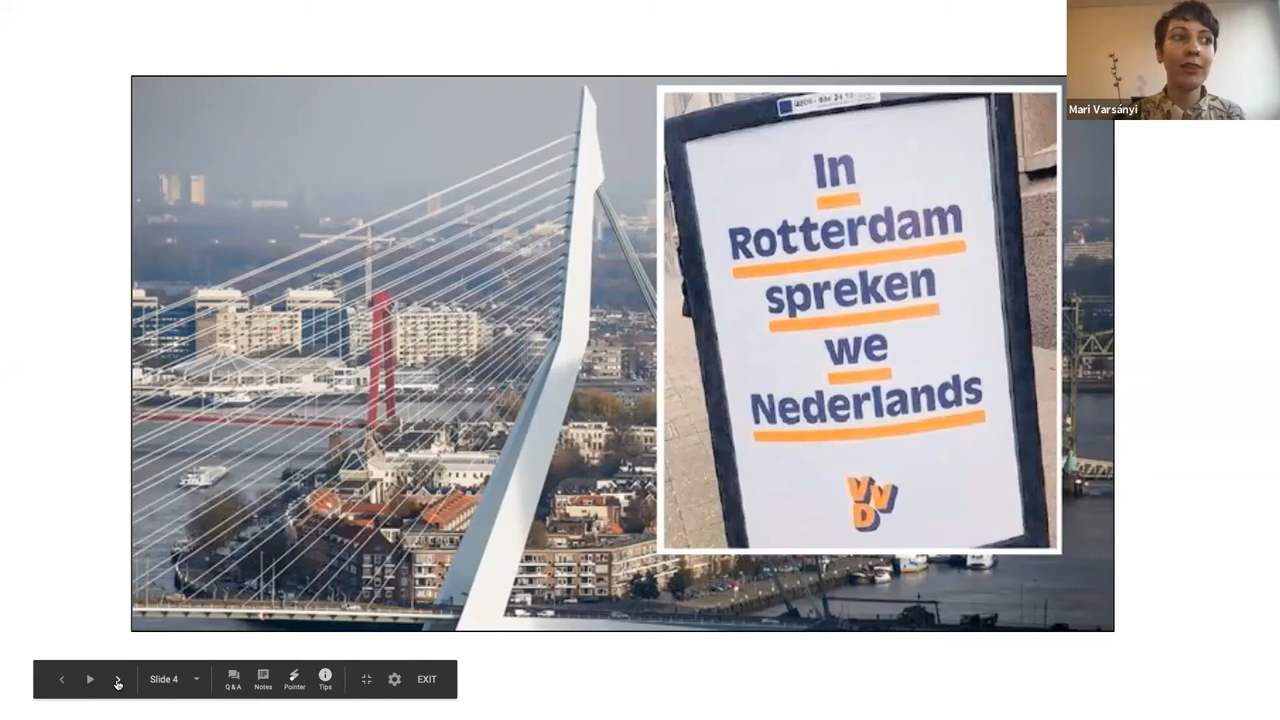 Mari Varsányi
In
Rotterdam
spreken
we
Nederlands
VVD
Slide 4
Q & A
Notes
Pointer
Tips
EXIT